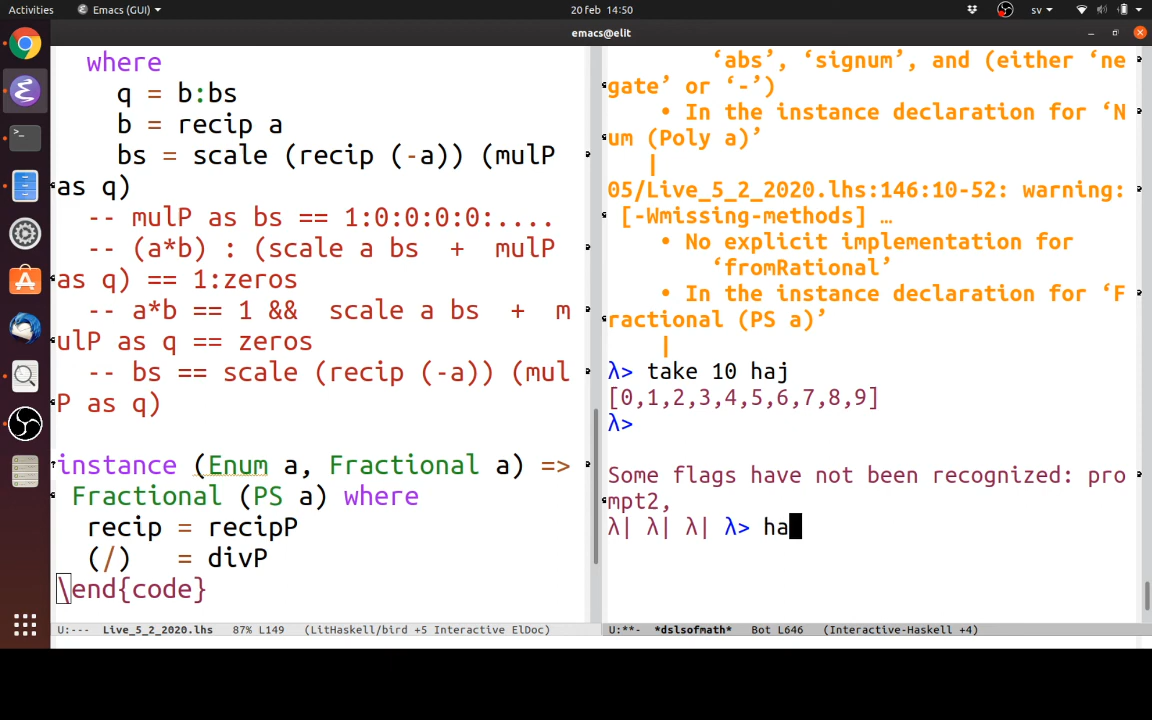 Activities
Emacs (GUI)
20 feb 14:50
sv
emacs@elit
where
q = b:bs
b = recip a
bs = scale (recip (-a)) (mulP
as q)
-- mulP as bs == 1:0:0:0:0:....
-- (a*b) : (scale a bs + mulP
as q) == 1:zeros
-- a*b == 1 && scale a bs + m
ulP as q == zeros
-- bs == scale (recip (-a)) (mul
P as q)
instance (Enum a, Fractional a) =>
Fractional (PS a) where
recip = recipP
(/) = divP
\end{code}
U:--- Live_5_2_2020.lhs 87% L149 (LitHaskell/bird +5 Interactive ElDoc)
‘abs’, ‘signum’, and (either ‘ne
gate’ or ‘-’)
• In the instance declaration for ‘N
um (Poly a)’
|
05/Live_5_2_2020.lhs:146:10-52: warning:
[-Wmissing-methods] …
• No explicit implementation for
‘fromRational’
• In the instance declaration for ‘F
ractional (PS a)’
|
λ> take 10 haj
[0,1,2,3,4,5,6,7,8,9]
λ>
Some flags have not been recognized: pro
mpt2,
λ| λ| λ| λ> ha
U:**- *dslsofmath* Bot L646 (Interactive-Haskell +4)